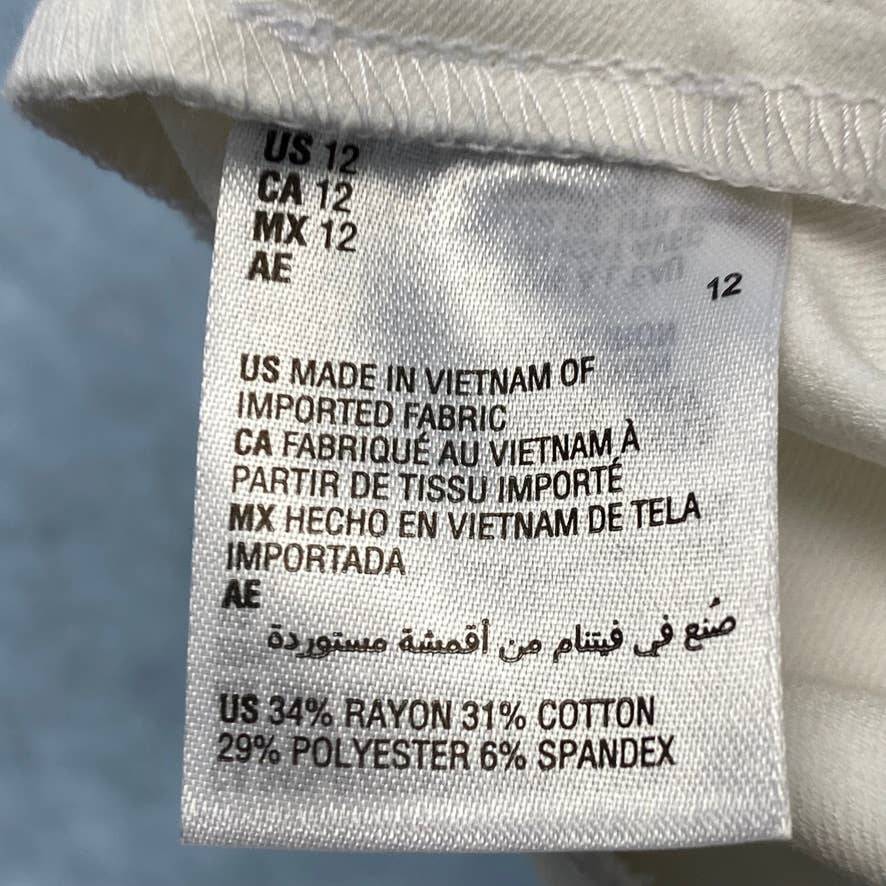 US 12
CA 12
MX 12
AE
12
US MADE IN VIETNAM OF
IMPORTED FABRIC
CA FABRIQUÉ AU VIETNAM À
PARTIR DE TISSU IMPORTÉ
MX HECHO EN VIETNAM DE TELA
IMPORTADA
AE
صُنع في فيتنام من أقمشة مستوردة
US 34% RAYON 31% COTTON
29% POLYESTER 6% SPANDEX